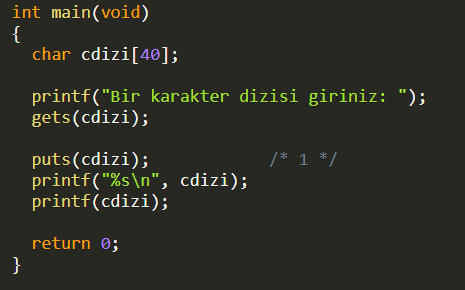 int main(void)
{
  char cdizi[40];

  printf("Bir karakter dizisi giriniz: ");
  gets(cdizi);

  puts(cdizi);            /* 1 */
  printf("%s\n", cdizi);
  printf(cdizi);

  return 0;
}